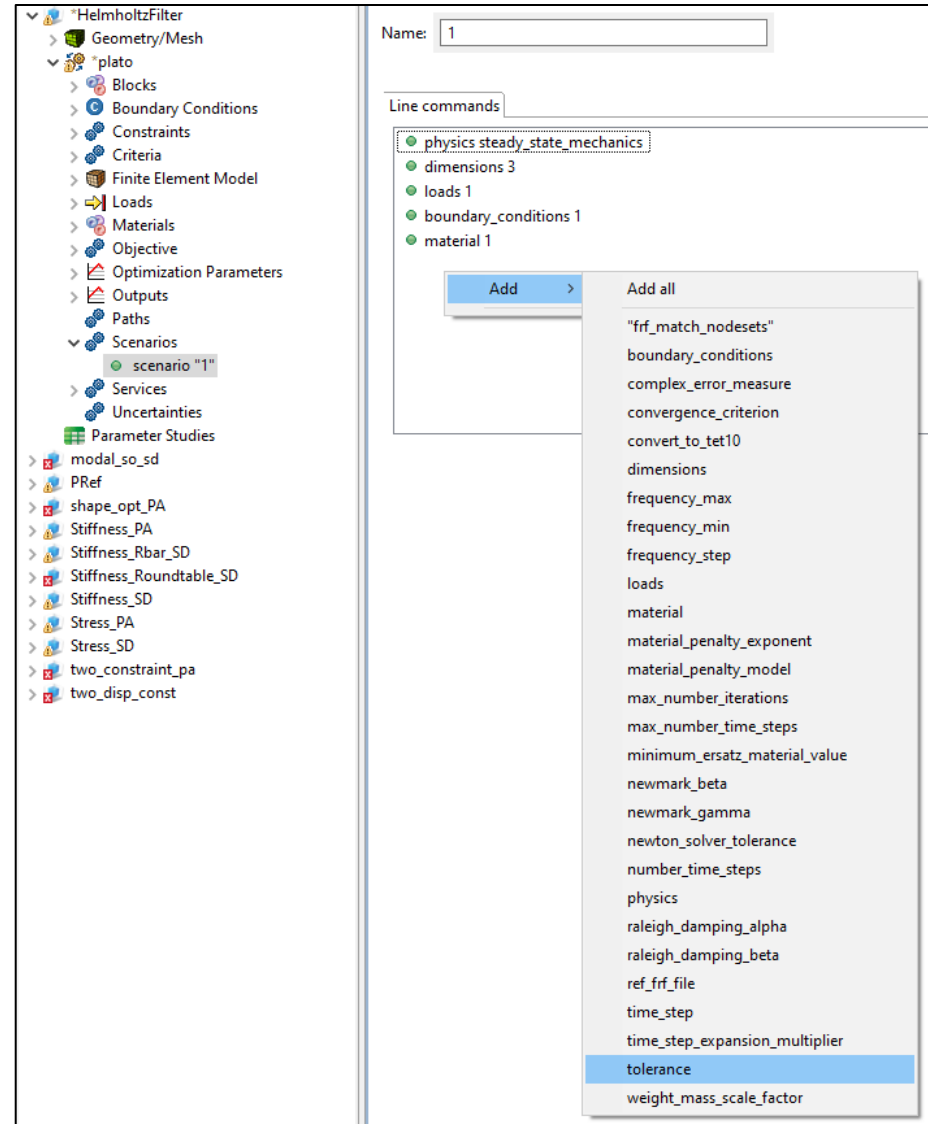 *HelmholtzFilter
Geometry/Mesh
*plato
Blocks
Boundary Conditions
Constraints
Criteria
Finite Element Model
Loads
Materials
Objective
Optimization Parameters
Outputs
Paths
Scenarios
scenario "1"
Services
Uncertainties
Parameter Studies
modal_so_sd
PRef
shape_opt_PA
Stiffness_PA
Stiffness_Rbar_SD
Stiffness_Roundtable_SD
Stiffness_SD
Stress_PA
Stress_SD
two_constraint_pa
two_disp_const
Name: 1
Line commands
physics steady_state_mechanics
dimensions 3
loads 1
boundary_conditions 1
material 1
Add
Add all
"frf_match_nodesets"
boundary_conditions
complex_error_measure
convergence_criterion
convert_to_tet10
dimensions
frequency_max
frequency_min
frequency_step
loads
material
material_penalty_exponent
material_penalty_model
max_number_iterations
max_number_time_steps
minimum_ersatz_material_value
newmark_beta
newmark_gamma
newton_solver_tolerance
number_time_steps
physics
raleigh_damping_alpha
raleigh_damping_beta
ref_frf_file
time_step
time_step_expansion_multiplier
tolerance
weight_mass_scale_factor